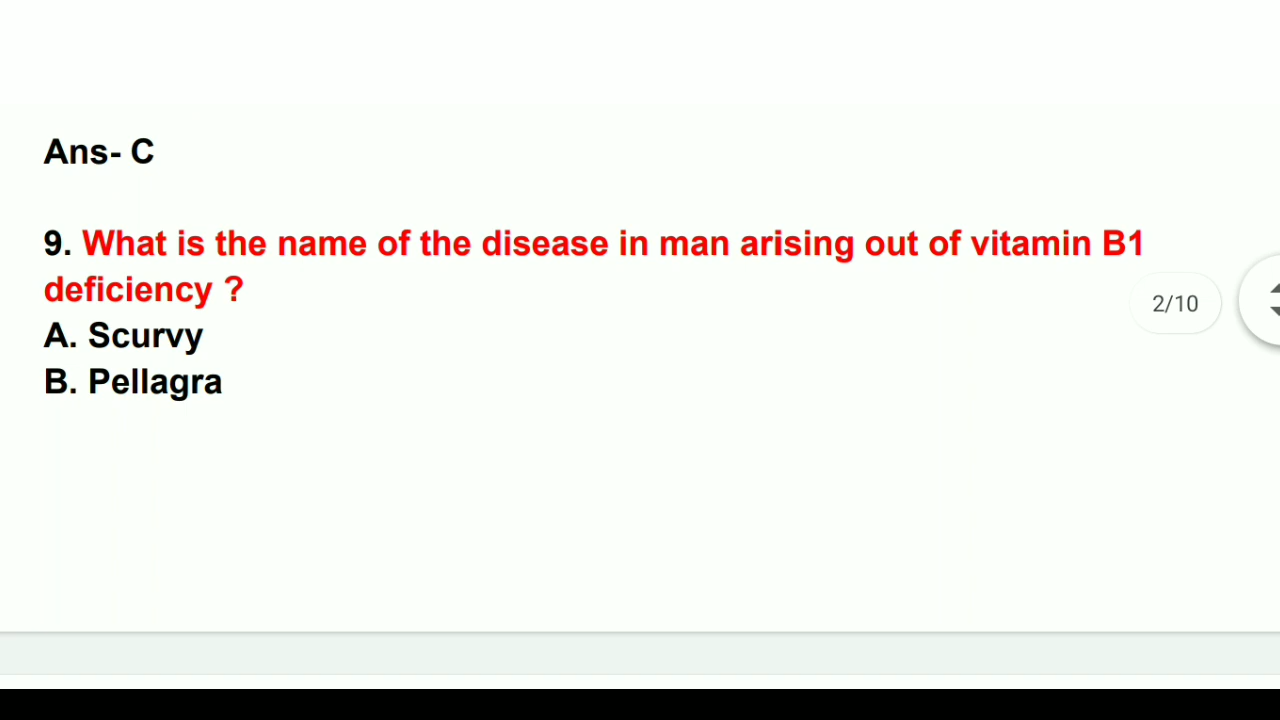 Ans- C
9. What is the name of the disease in man arising out of vitamin B1
deficiency ?
2/10
A. Scurvy
B. Pellagra